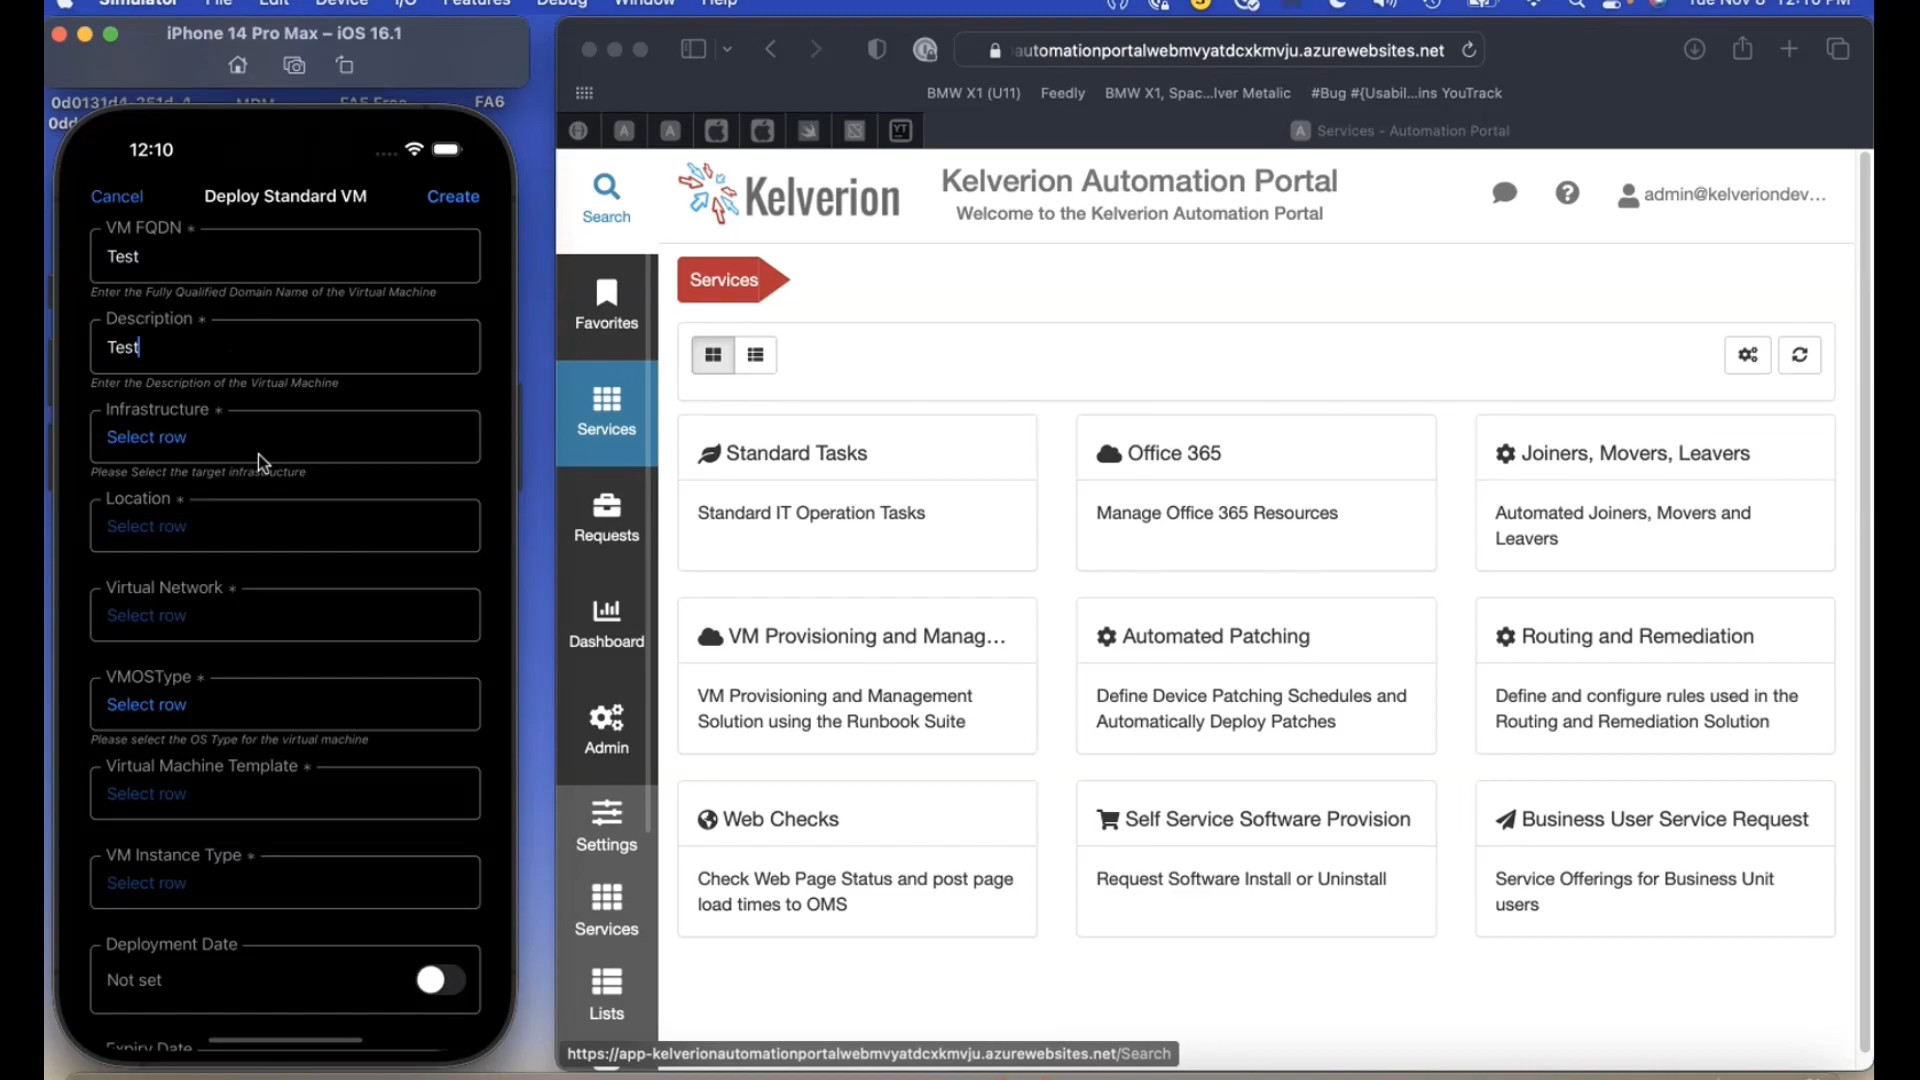 Simulator File Edit Device I/O Features Debug Window Help Tue Nov 8 12:10 PM
iPhone 14 Pro Max – iOS 16.1
FA6
12:10
Cancel Deploy Standard VM Create
VM FQDN *
Test
Enter the Fully Qualified Domain Name of the Virtual Machine
Description *
Test
Enter the Description of the Virtual Machine
Infrastructure *
Select row
Please Select the target infrastructure
Location *
Select row
Virtual Network *
Select row
VMOSType *
Select row
Please select the OS Type for the virtual machine
Virtual Machine Template *
Select row
VM Instance Type *
Select row
Deployment Date
Not set
Expiry Date
automationportalwebmvyatdcxkmvju.azurewebsites.net
BMW X1 (U11) Feedly BMW X1, Spac...lver Metalic #Bug #{Usabil...ins YouTrack
A A YT A Services - Automation Portal
Search
Kelverion
Kelverion Automation Portal
Welcome to the Kelverion Automation Portal
admin@kelveriondev...
Favorites
Services
Requests
Dashboard
Admin
Settings
Services
Lists
Services
Standard Tasks
Standard IT Operation Tasks
Office 365
Manage Office 365 Resources
Joiners, Movers, Leavers
Automated Joiners, Movers and
Leavers
VM Provisioning and Manag...
VM Provisioning and Management
Solution using the Runbook Suite
Automated Patching
Define Device Patching Schedules and
Automatically Deploy Patches
Routing and Remediation
Define and configure rules used in the
Routing and Remediation Solution
Web Checks
Check Web Page Status and post page
load times to OMS
Self Service Software Provision
Request Software Install or Uninstall
Business User Service Request
Service Offerings for Business Unit
users
https://app-kelverionautomationportalwebmvyatdcxkmvju.azurewebsites.net/Search